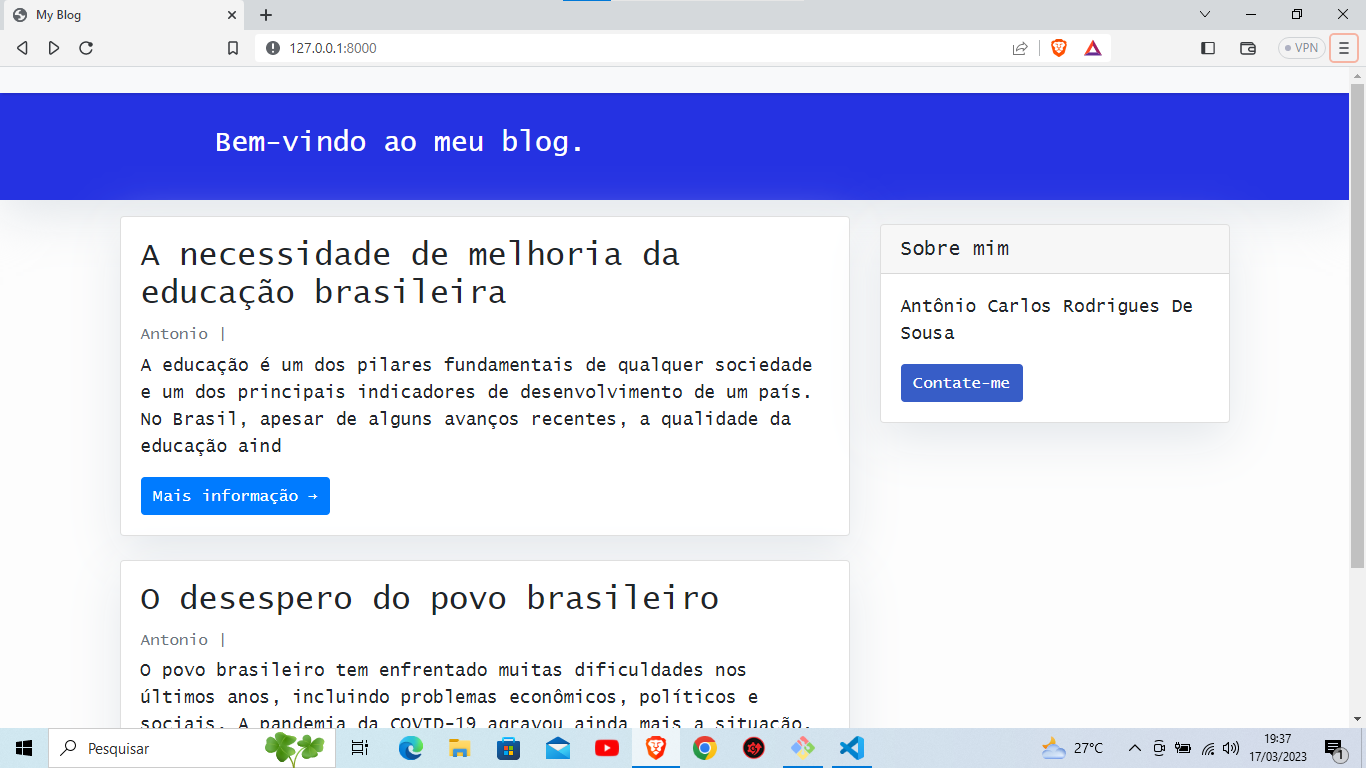 My Blog
127.0.0.1:8000
VPN
Bem-vindo ao meu blog.
A necessidade de melhoria da
educação brasileira
Antonio |
A educação é um dos pilares fundamentais de qualquer sociedade
e um dos principais indicadores de desenvolvimento de um país.
No Brasil, apesar de alguns avanços recentes, a qualidade da
educação aind
Mais informação →
Sobre mim
Antônio Carlos Rodrigues De
Sousa
Contate-me
O desespero do povo brasileiro
Antonio |
O povo brasileiro tem enfrentado muitas dificuldades nos
últimos anos, incluindo problemas econômicos, políticos e
sociais. A pandemia da COVID-19 agravou ainda mais a situação,
Pesquisar
27°C
19:37
17/03/2023
1